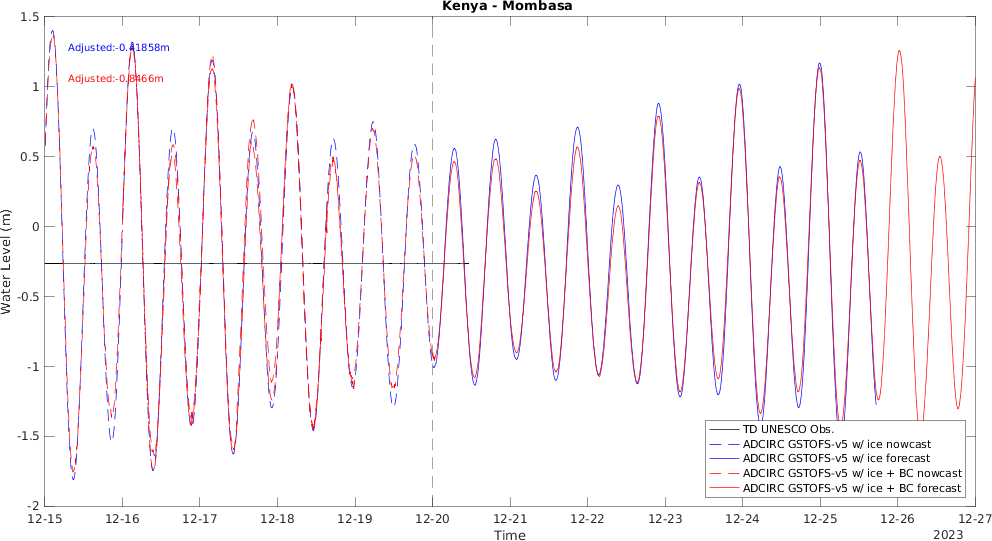 Kenya - Mombasa
Adjusted:-0.41858m
Adjusted:-0.8466m
Water Level (m)
1.5
1
0.5
0
-0.5
-1
-1.5
-2
TD UNESCO Obs.
ADCIRC GSTOFS-v5 w/ ice nowcast
ADCIRC GSTOFS-v5 w/ ice forecast
ADCIRC GSTOFS-v5 w/ ice + BC nowcast
ADCIRC GSTOFS-v5 w/ ice + BC forecast
12-15 12-16 12-17 12-18 12-19 12-20 12-21 12-22 12-23 12-24 12-25 12-26 12-27
Time
2023